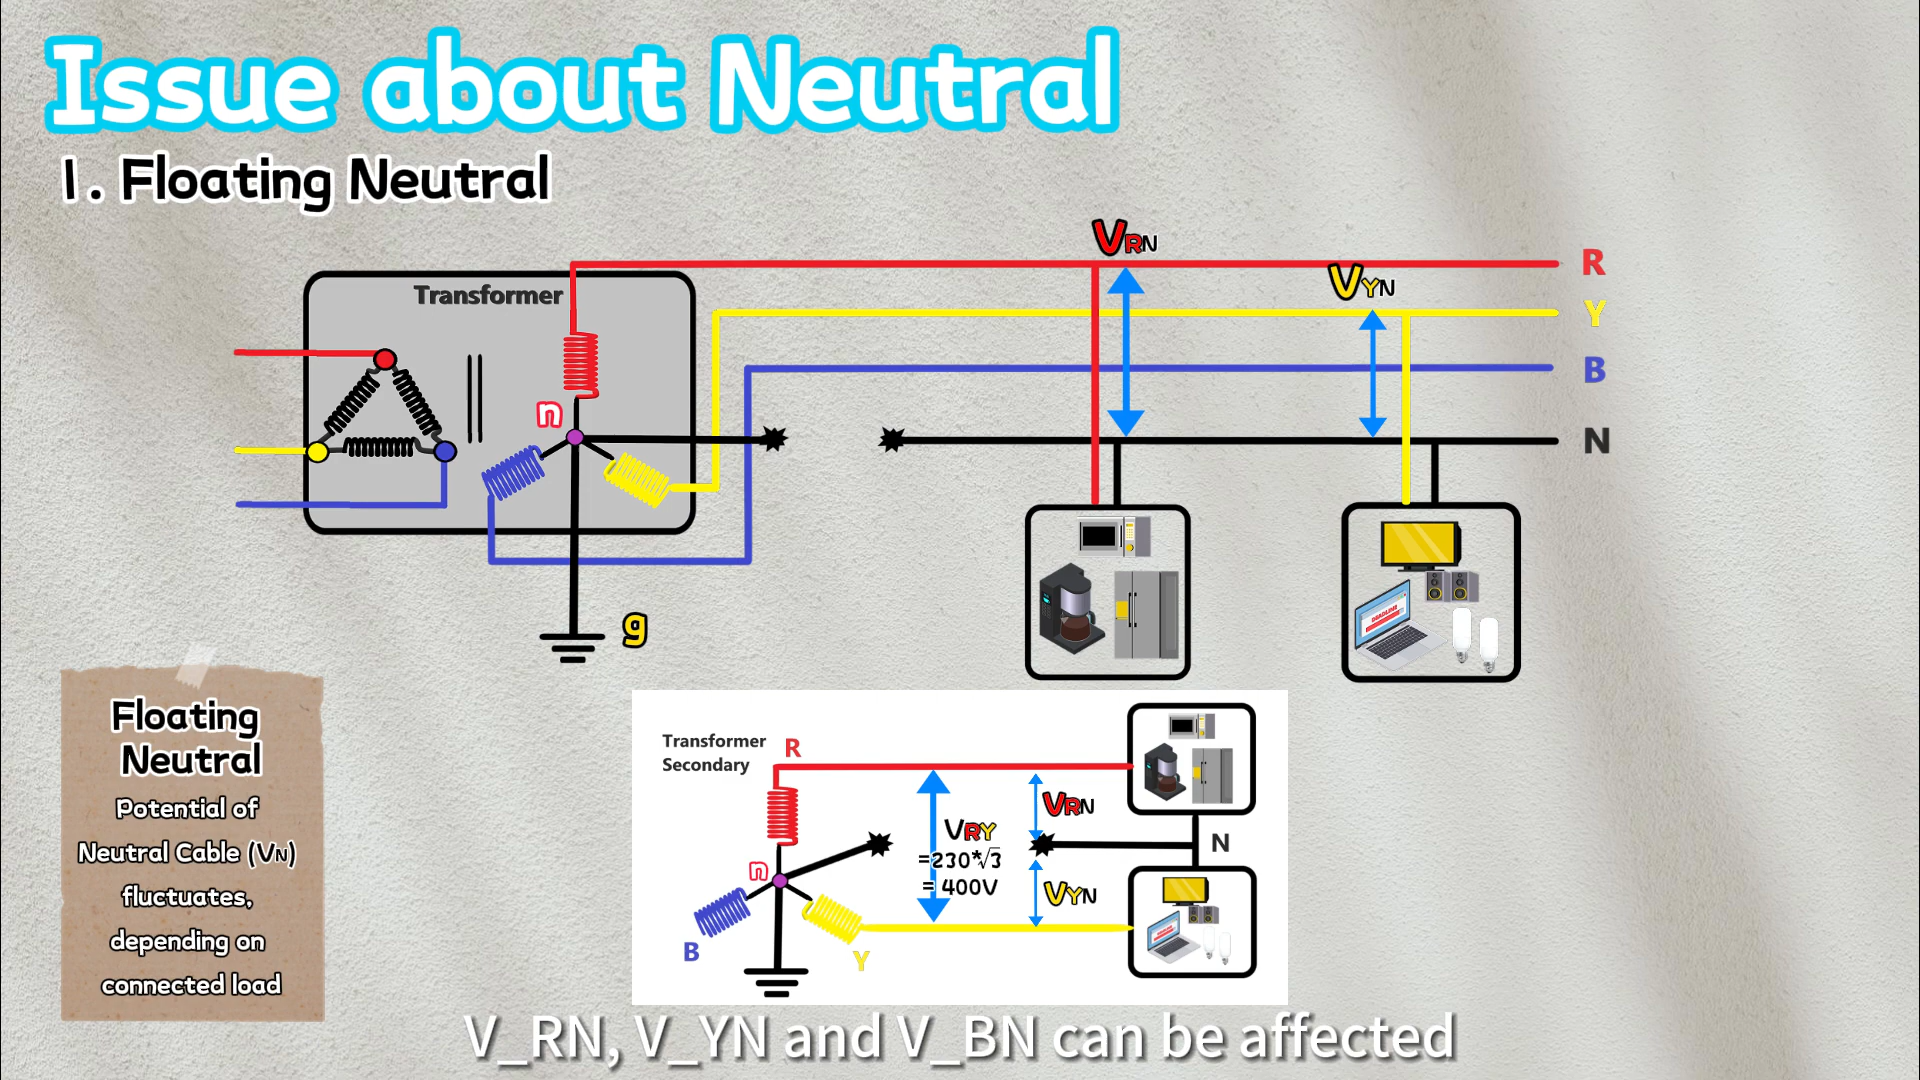 Issue about Neutral
1. Floating Neutral
Transformer
n
g
VRN
VYN
R
Y
B
N
DEADLINE
Floating
Neutral
Potential of
Neutral Cable (VN)
fluctuates,
depending on
connected load
Transformer
Secondary
R
n
B
Y
VRY
=230*√3
= 400V
VRN
VYN
N
V_RN, V_YN and V_BN can be affected